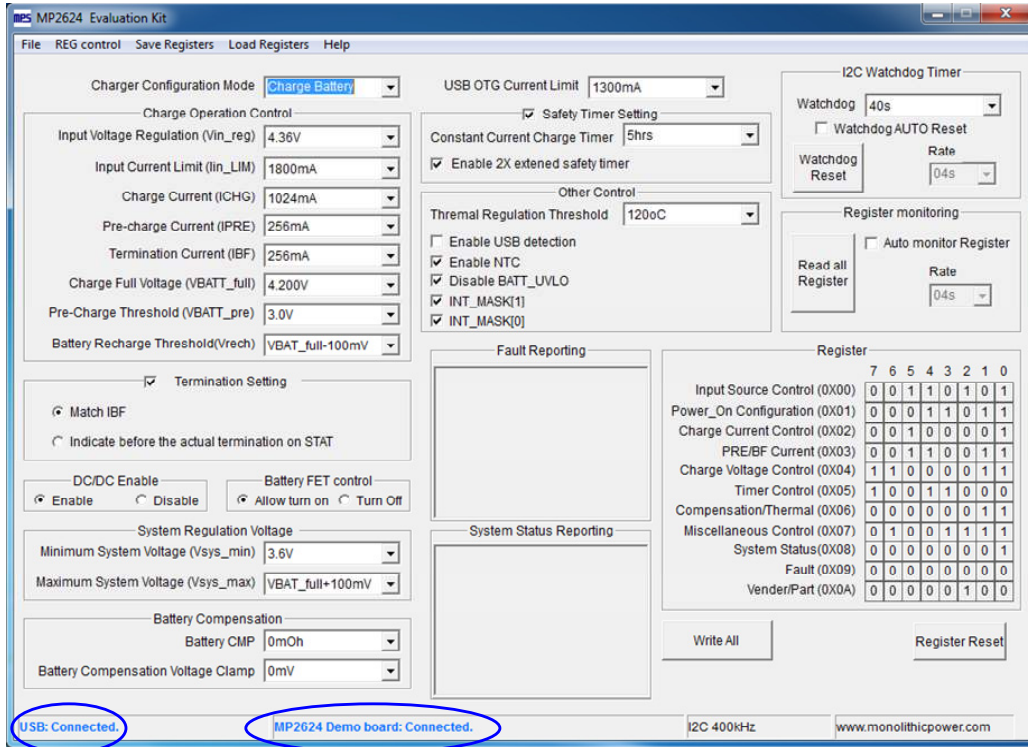 mps MP2624 Evaluation Kit
File REG control Save Registers Load Registers Help
Charger Configuration Mode Charge Battery
Charge Operation Control
Input Voltage Regulation (Vin_reg) 4.36V
Input Current Limit (Iin_LIM) 1800mA
Charge Current (ICHG) 1024mA
Pre-charge Current (IPRE) 256mA
Termination Current (IBF) 256mA
Charge Full Voltage (VBATT_full) 4.200V
Pre-Charge Threshold (VBATT_pre) 3.0V
Battery Recharge Threshold(Vrech) VBAT_full-100mV
Termination Setting
Match IBF
Indicate before the actual termination on STAT
DC/DC Enable
Enable Disable
Battery FET control
Allow turn on Turn Off
System Regulation Voltage
Minimum System Voltage (Vsys_min) 3.6V
Maximum System Voltage (Vsys_max) VBAT_full+100mV
Battery Compensation
Battery CMP 0mOh
Battery Compensation Voltage Clamp 0mV
USB OTG Current Limit 1300mA
Safety Timer Setting
Constant Current Charge Timer 5hrs
Enable 2X extened safety timer
Other Control
Thremal Regulation Threshold 120oC
Enable USB detection
Enable NTC
Disable BATT_UVLO
INT_MASK[1]
INT_MASK[0]
Fault Reporting
System Status Reporting
I2C Watchdog Timer
Watchdog 40s
Watchdog AUTO Reset
Watchdog
Reset
Rate
04s
Register monitoring
Auto monitor Register
Read all
Register
Rate
04s
Register
7 6 5 4 3 2 1 0
Input Source Control (0X00) 0 0 1 1 0 1 0 1
Power_On Configuration (0X01) 0 0 0 1 1 0 1 1
Charge Current Control (0X02) 0 0 1 0 0 0 0 1
PRE/BF Current (0X03) 0 0 1 1 0 0 1 1
Charge Voltage Control (0X04) 1 1 0 0 0 0 1 1
Timer Control (0X05) 1 0 0 1 1 0 0 0
Compensation/Thermal (0X06) 0 0 0 0 0 0 1 1
Miscellaneous Control (0X07) 0 1 0 0 1 1 1 1
System Status(0X08) 0 0 0 0 0 0 0 1
Fault (0X09) 0 0 0 0 0 0 0 0
Vender/Part (0X0A) 0 0 0 0 0 1 0 0
Write All
Register Reset
USB: Connected. MP2624 Demo board: Connected. I2C 400kHz www.monolithicpower.com